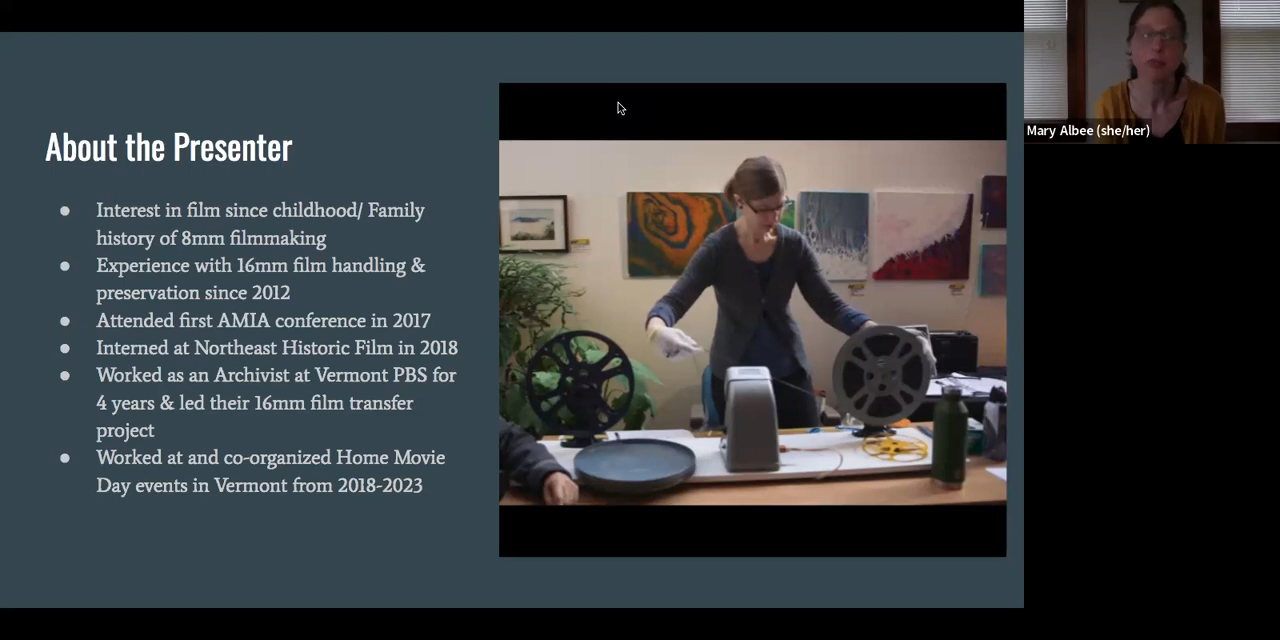 About the Presenter
● Interest in film since childhood/ Family
history of 8mm filmmaking
● Experience with 16mm film handling &
preservation since 2012
● Attended first AMIA conference in 2017
● Interned at Northeast Historic Film in 2018
● Worked as an Archivist at Vermont PBS for
4 years & led their 16mm film transfer
project
● Worked at and co-organized Home Movie
Day events in Vermont from 2018-2023
Mary Albee (she/her)